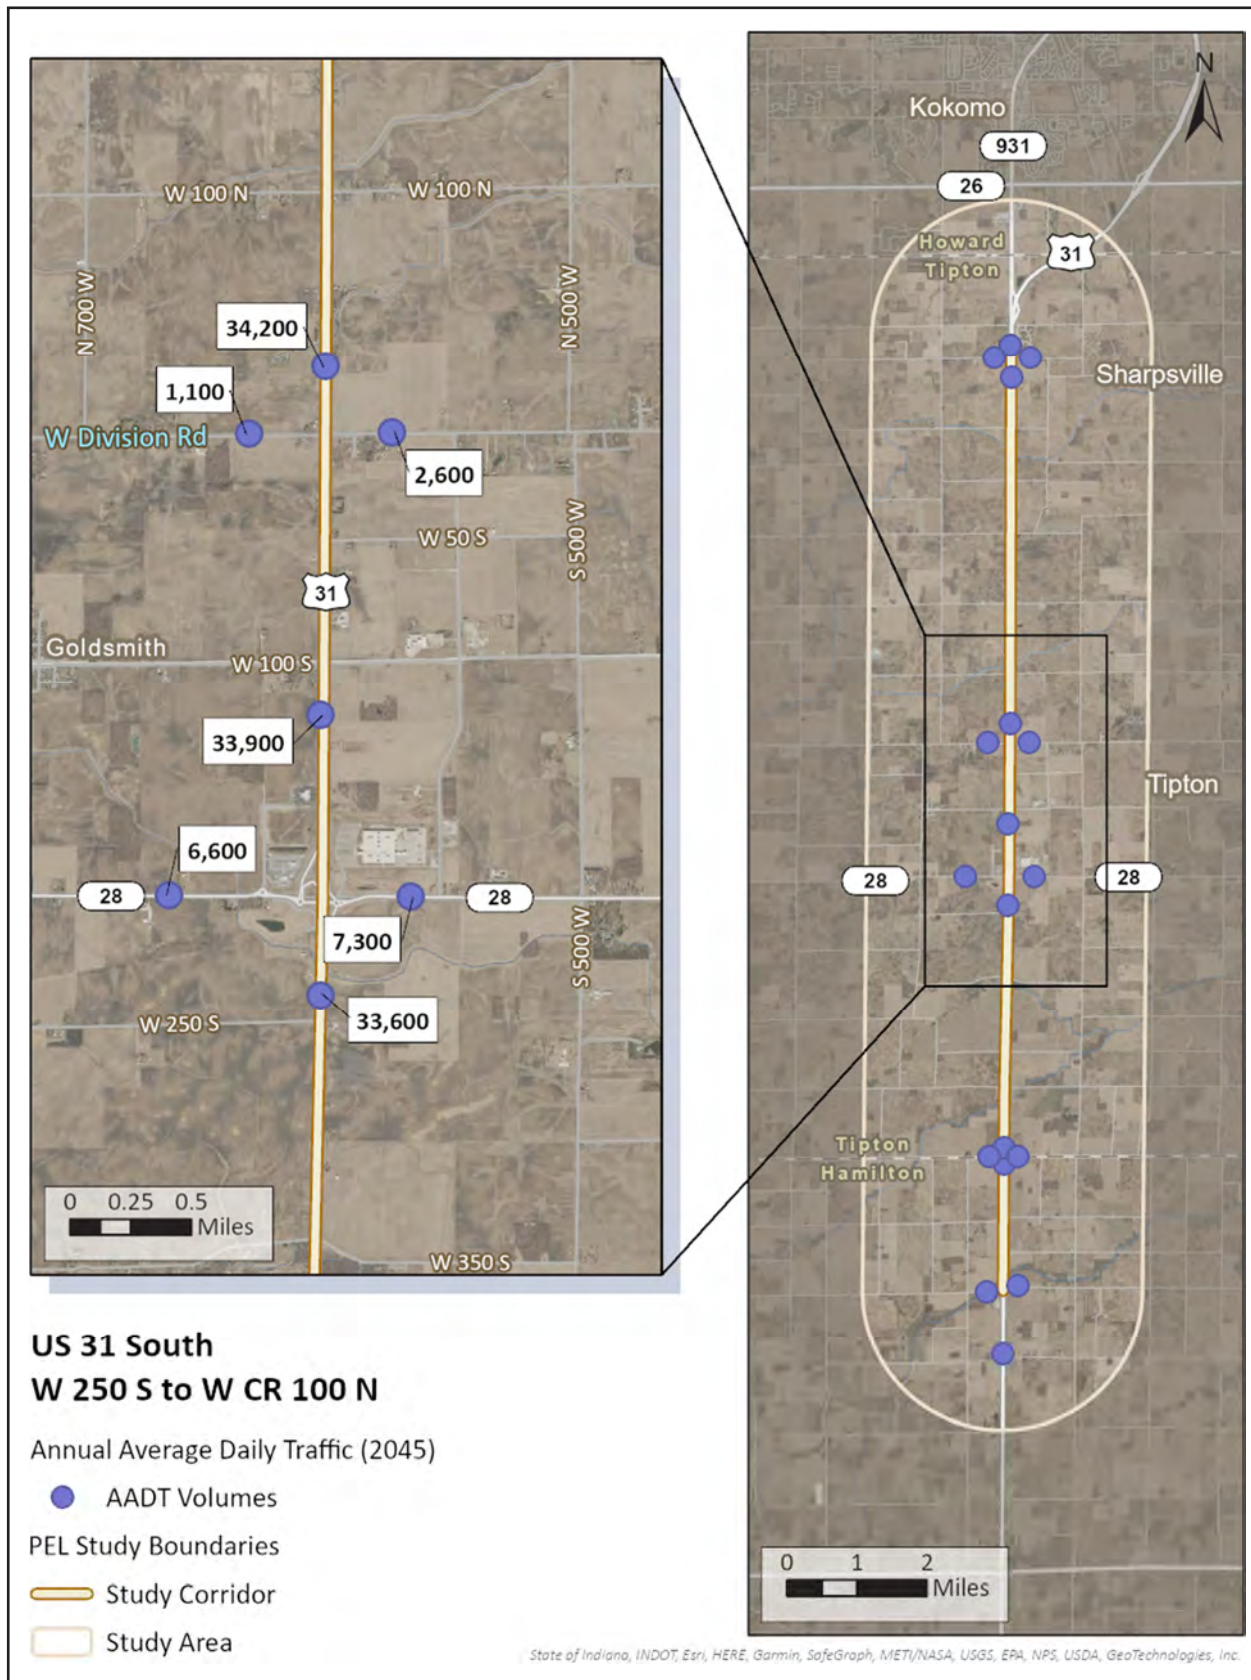 W 100 N
W 100 N
N 700 W
N 500 W
34,200
1,100
W Division Rd
2,600
W 50 S
S 500 W
31
Goldsmith
W 100 S
33,900
6,600
28
28
7,300
S 500 W
33,600
W 250 S
0 0.25 0.5
Miles
W 350 S
Kokomo
N
931
26
Howard
Tipton
31
Sharpsville
Tipton
28
28
Tipton
Hamilton
0 1 2
Miles
US 31 South
W 250 S to W CR 100 N
Annual Average Daily Traffic (2045)
AADT Volumes
PEL Study Boundaries
Study Corridor
Study Area
State of Indiana, INDOT, Esri, HERE, Garmin, SafeGraph, METI/NASA, USGS, EPA, NPS, USDA, GeoTechnologies, Inc.